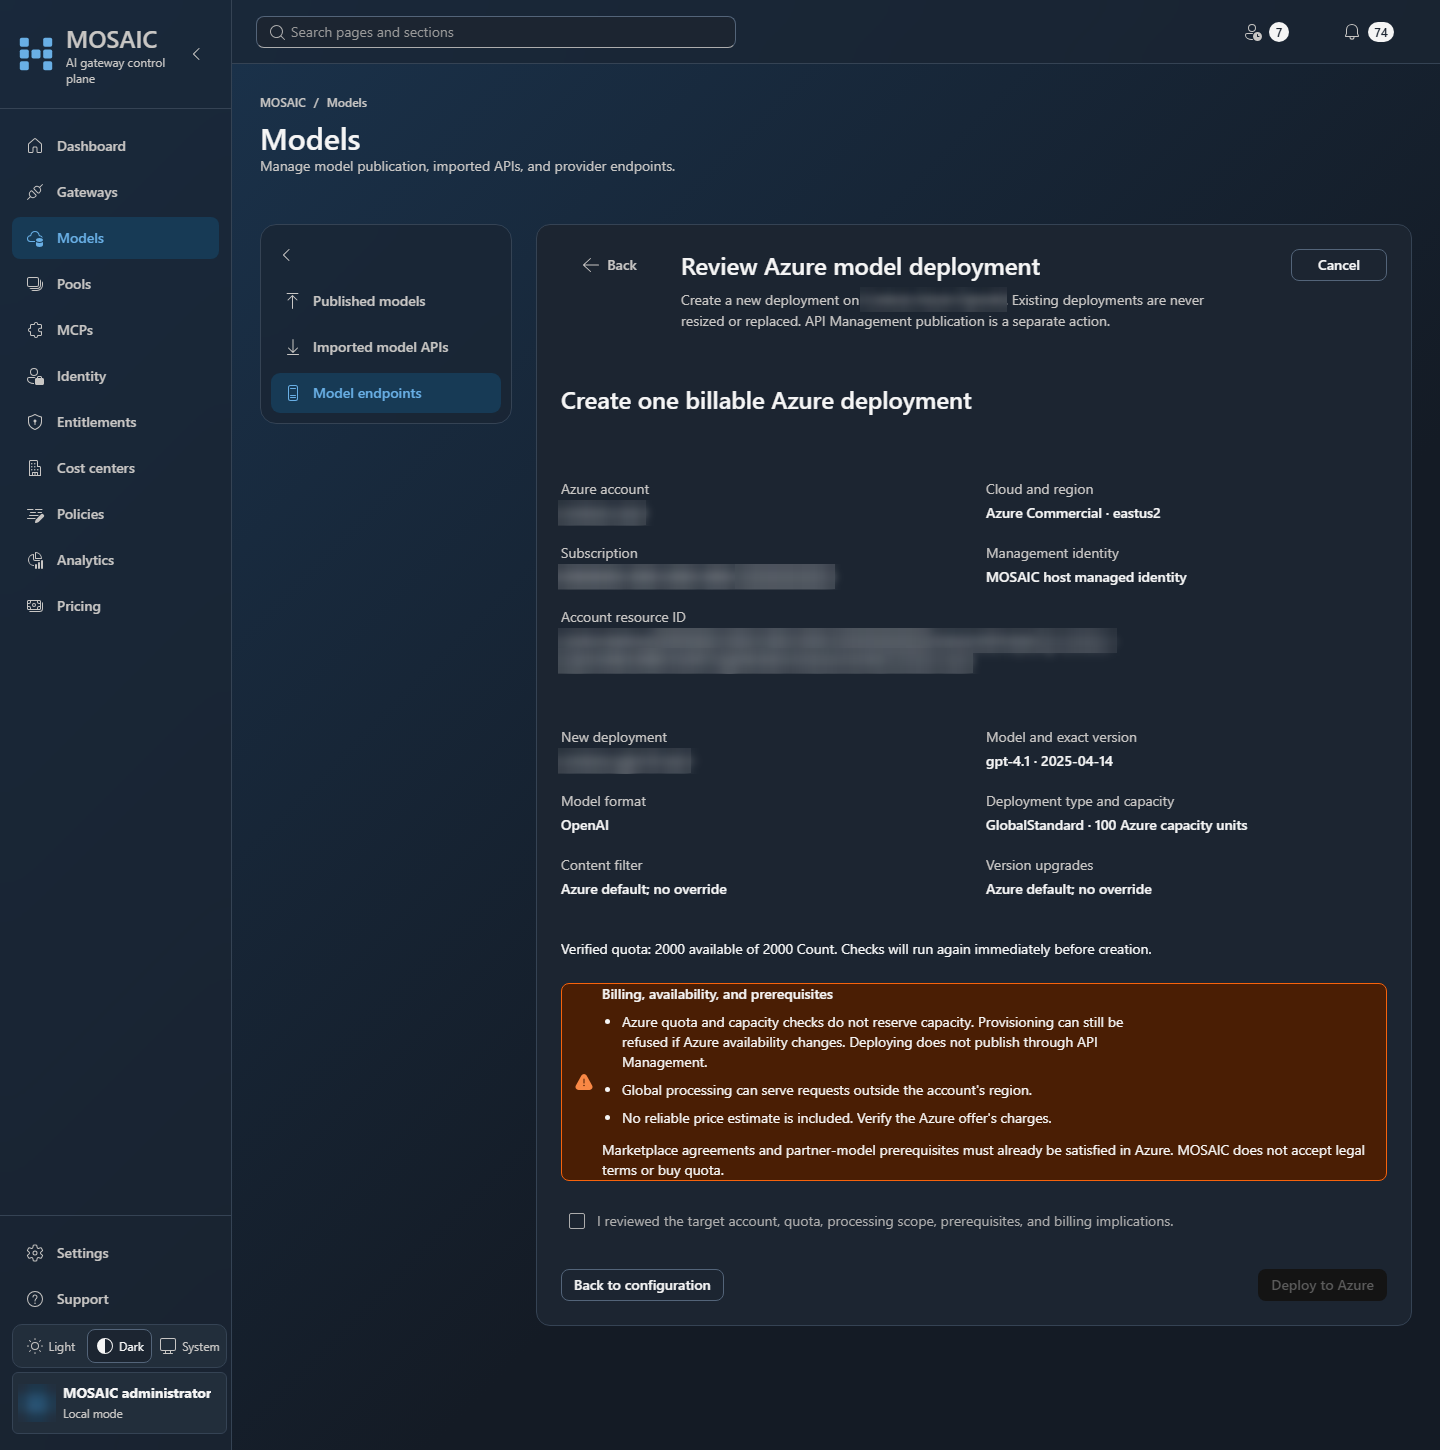 MOSAIC
AI gateway control
plane
Search pages and sections
7
74
Dashboard
Gateways
Models
Pools
MCPs
Identity
Entitlements
Cost centers
Policies
Analytics
Pricing
Settings
Support
Light
Dark
System
MOSAIC administrator
Local mode
MOSAIC / Models
Models
Manage model publication, imported APIs, and provider endpoints.
Published models
Imported model APIs
Model endpoints
Back
Review Azure model deployment
Cancel
Create a new deployment on Existing deployments are never
resized or replaced. API Management publication is a separate action.
Create one billable Azure deployment
Azure account
Cloud and region
Azure Commercial · eastus2
Subscription
Management identity
MOSAIC host managed identity
Account resource ID
New deployment
Model and exact version
gpt-4.1 · 2025-04-14
Model format
OpenAI
Deployment type and capacity
GlobalStandard · 100 Azure capacity units
Content filter
Azure default; no override
Version upgrades
Azure default; no override
Verified quota: 2000 available of 2000 Count. Checks will run again immediately before creation.
Billing, availability, and prerequisites
• Azure quota and capacity checks do not reserve capacity. Provisioning can still be
refused if Azure availability changes. Deploying does not publish through API
Management.
• Global processing can serve requests outside the account's region.
• No reliable price estimate is included. Verify the Azure offer's charges.
Marketplace agreements and partner-model prerequisites must already be satisfied in Azure. MOSAIC does not accept legal
terms or buy quota.
I reviewed the target account, quota, processing scope, prerequisites, and billing implications.
Back to configuration
Deploy to Azure